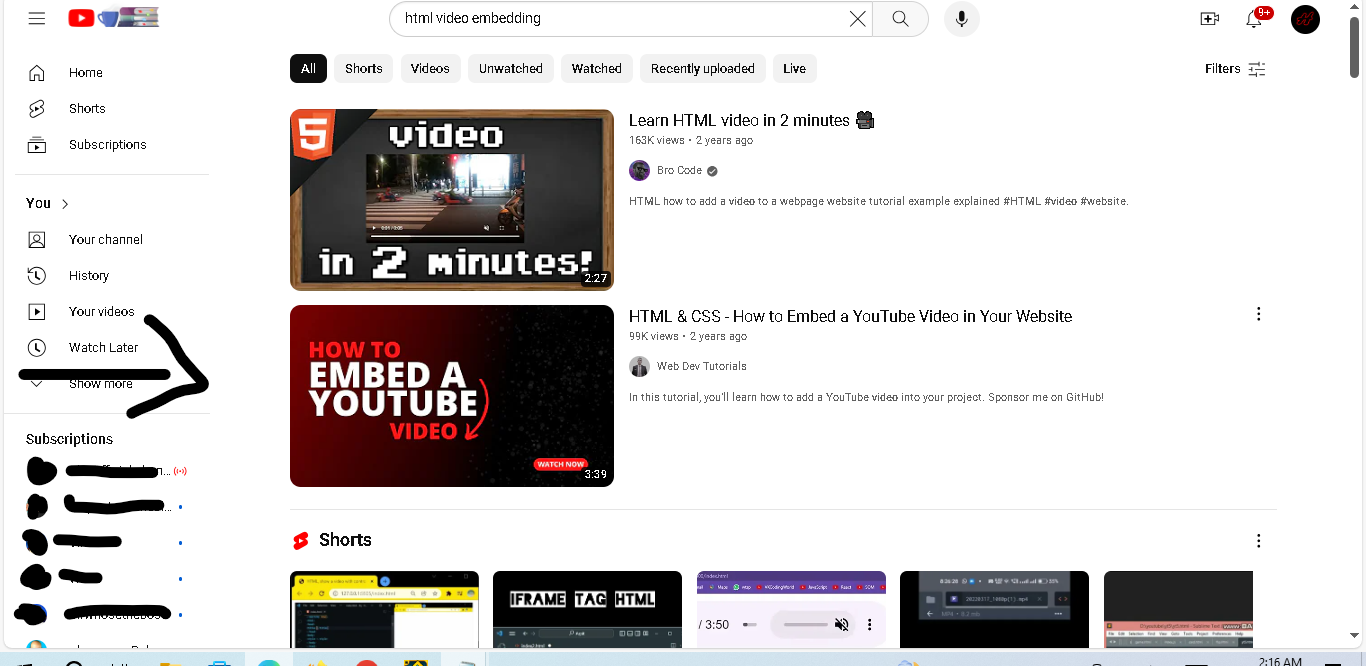 html video embedding
9+
Home
Shorts
Subscriptions
You
Your channel
History
Your videos
Watch Later
Show more
Subscriptions
All
Shorts
Videos
Unwatched
Watched
Recently uploaded
Live
Filters
5
video
in 2 minutes!
2:27
Learn HTML video in 2 minutes
163K views • 2 years ago
Bro Code
HTML how to add a video to a webpage website tutorial example explained #HTML #video #website.
HOW TO
EMBED A
YOUTUBE
VIDEO
WATCH NOW
3:39
HTML & CSS - How to Embed a YouTube Video in Your Website
99K views • 2 years ago
Web Dev Tutorials
In this tutorial, you'll learn how to add a YouTube video into your project. Sponsor me on GitHub!
Shorts
IFRAME TAG HTML
/ 3:50
2:16 AM